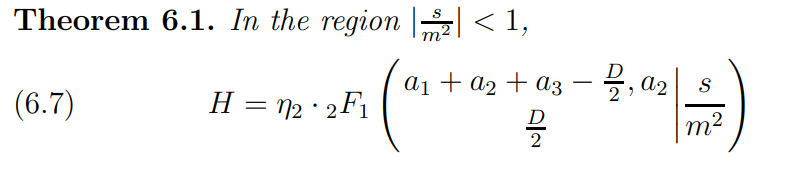 Theorem 6.1. In the region |s/m²| < 1,
(6.7) H = η₂ · ₂F₁ ( a₁ + a₂ + a₃ − D/2, a₂ ; D/2 | s/m² )